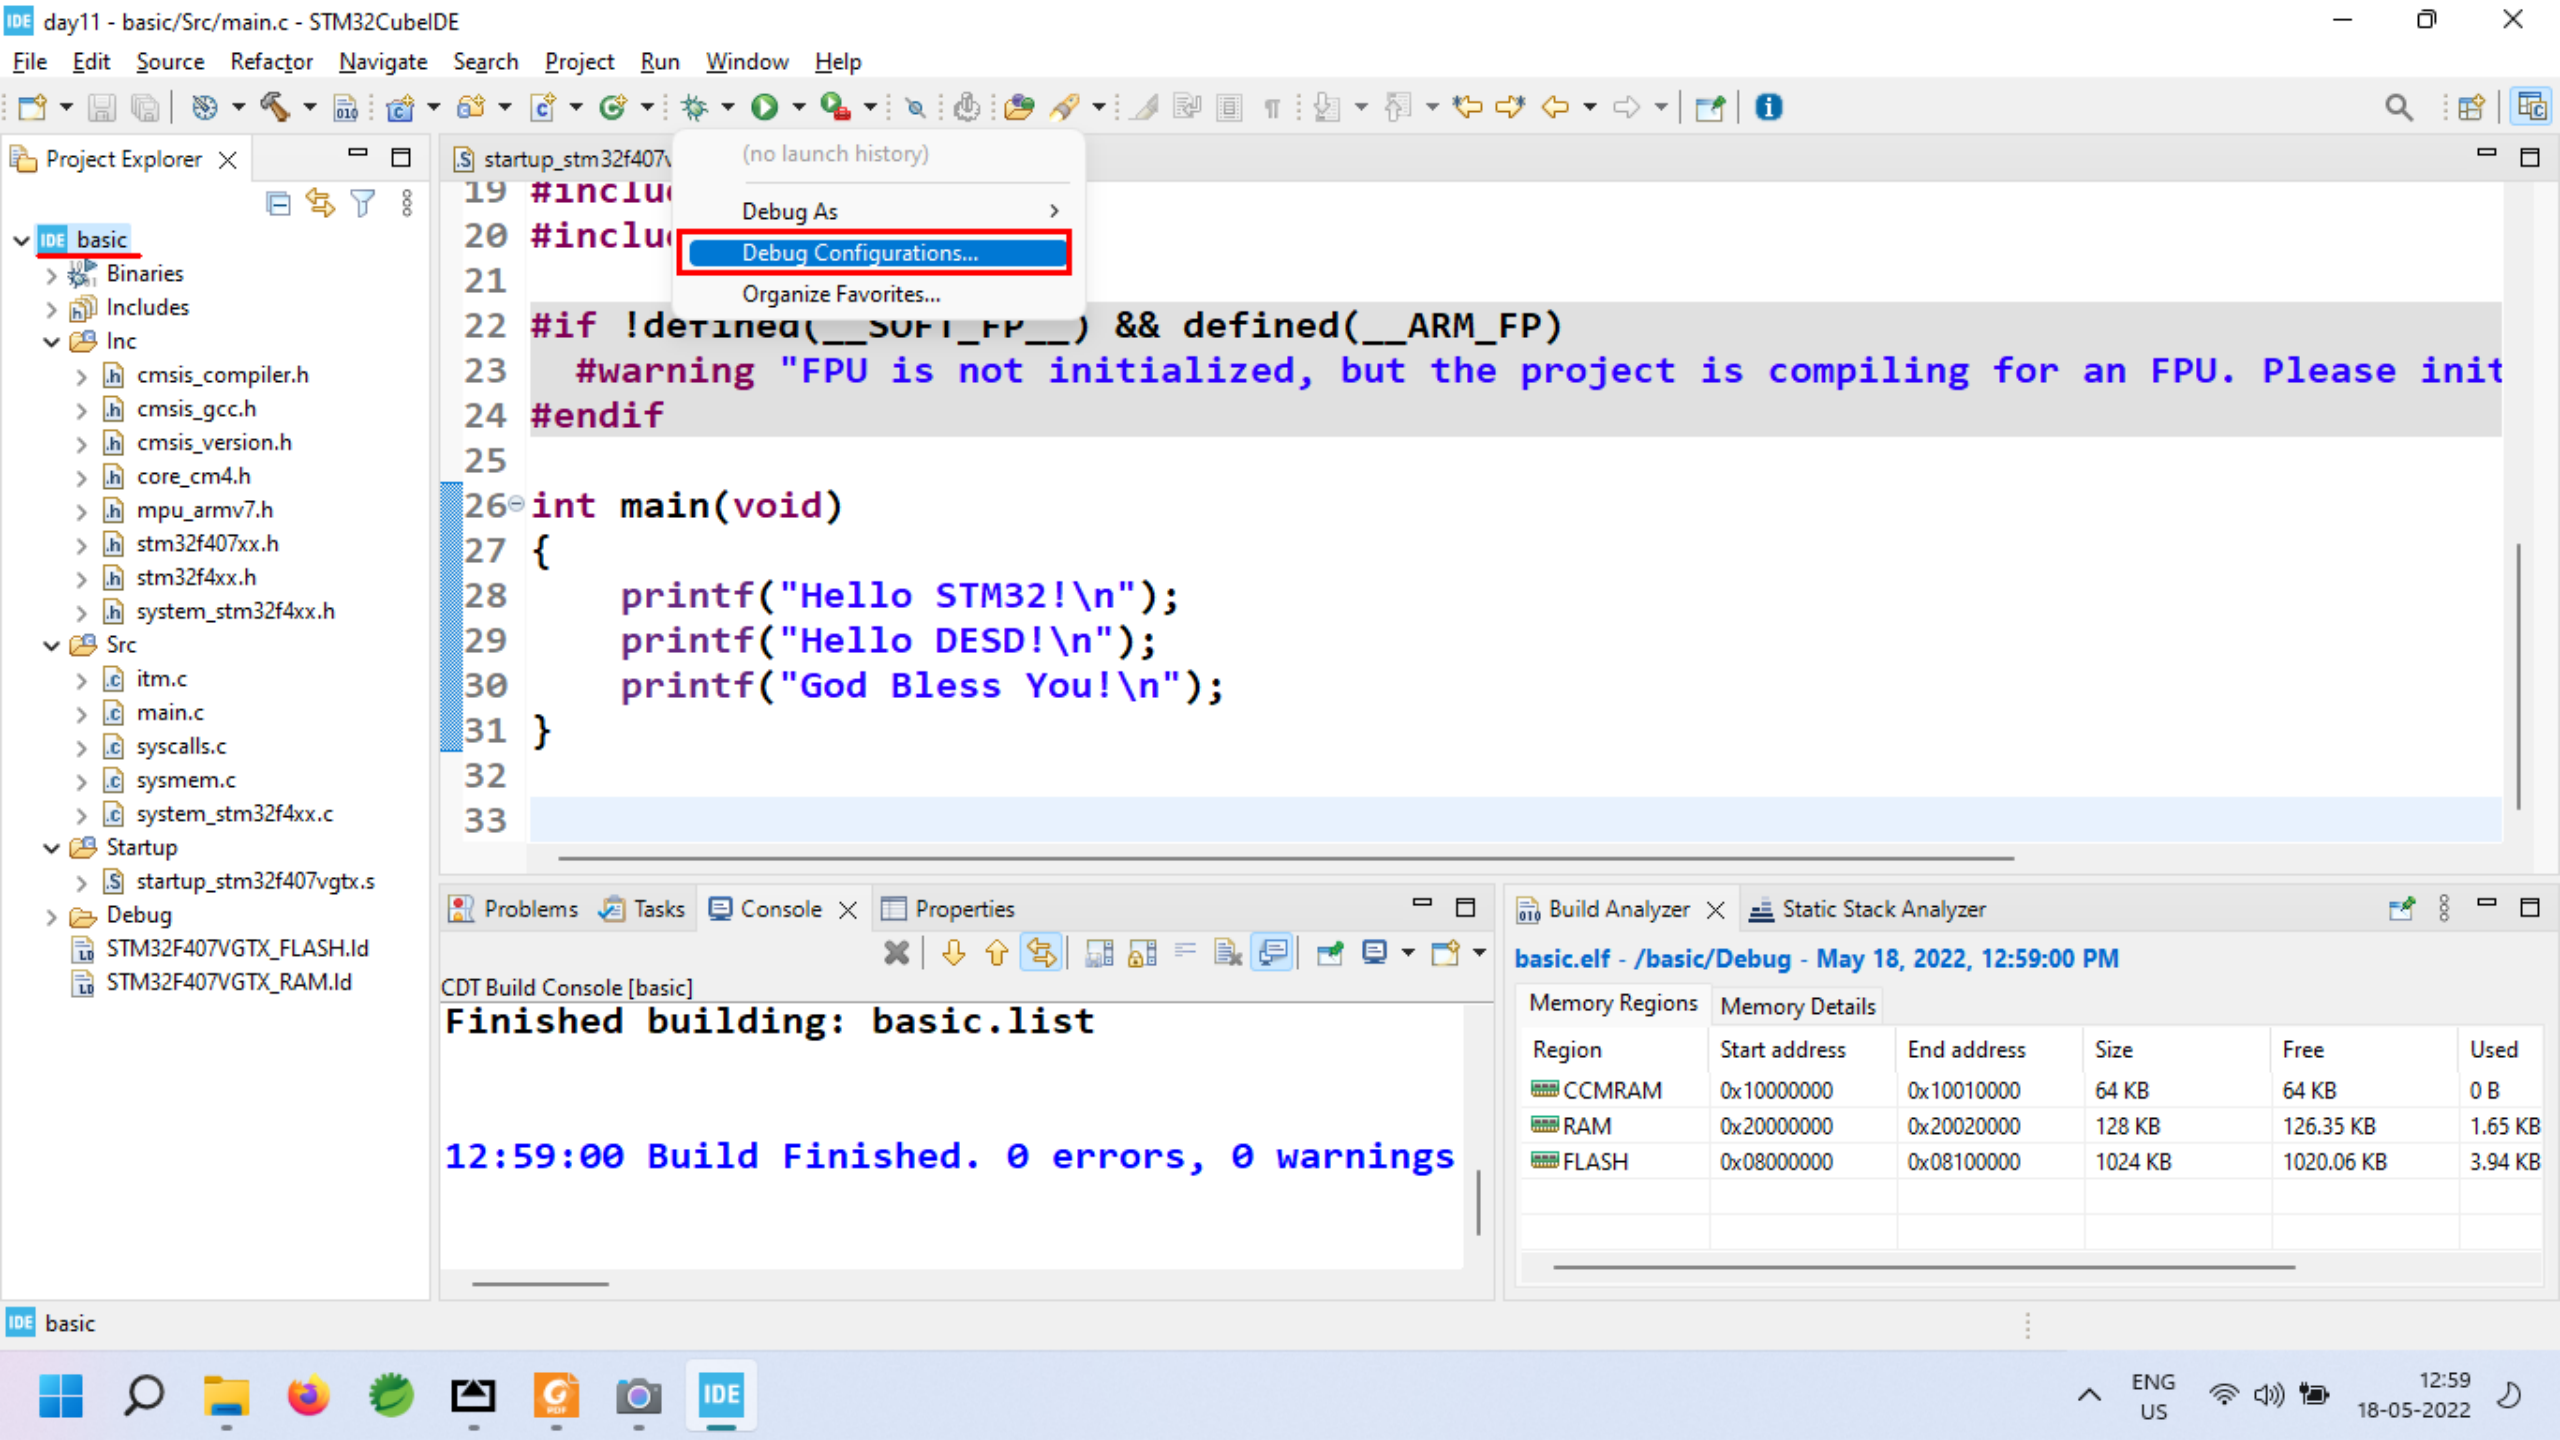 IDE day11 - basic/Src/main.c - STM32CubeIDE
File Edit Source Refactor Navigate Search Project Run Window Help
Project Explorer
IDE basic
Binaries
Includes
Inc
cmsis_compiler.h
cmsis_gcc.h
cmsis_version.h
core_cm4.h
mpu_armv7.h
stm32f407xx.h
stm32f4xx.h
system_stm32f4xx.h
Src
itm.c
main.c
syscalls.c
sysmem.c
system_stm32f4xx.c
Startup
startup_stm32f407vgtx.s
Debug
STM32F407VGTX_FLASH.ld
STM32F407VGTX_RAM.ld
startup_stm32f407v
(no launch history)
Debug As
Debug Configurations...
Organize Favorites...
19 #inclu
20 #inclu
21
22 #if !defined(__SOFT_FP__) && defined(__ARM_FP)
23 #warning "FPU is not initialized, but the project is compiling for an FPU. Please init
24 #endif
25
26 int main(void)
27 {
28 printf("Hello STM32!\n");
29 printf("Hello DESD!\n");
30 printf("God Bless You!\n");
31 }
32
33
Problems Tasks Console Properties
CDT Build Console [basic]
Finished building: basic.list
12:59:00 Build Finished. 0 errors, 0 warnings
Build Analyzer Static Stack Analyzer
basic.elf - /basic/Debug - May 18, 2022, 12:59:00 PM
Memory Regions Memory Details
Region Start address End address Size Free Used
CCMRAM 0x10000000 0x10010000 64 KB 64 KB 0 B
RAM 0x20000000 0x20020000 128 KB 126.35 KB 1.65 KB
FLASH 0x08000000 0x08100000 1024 KB 1020.06 KB 3.94 KB
IDE basic
IDE
ENG
US
12:59
18-05-2022